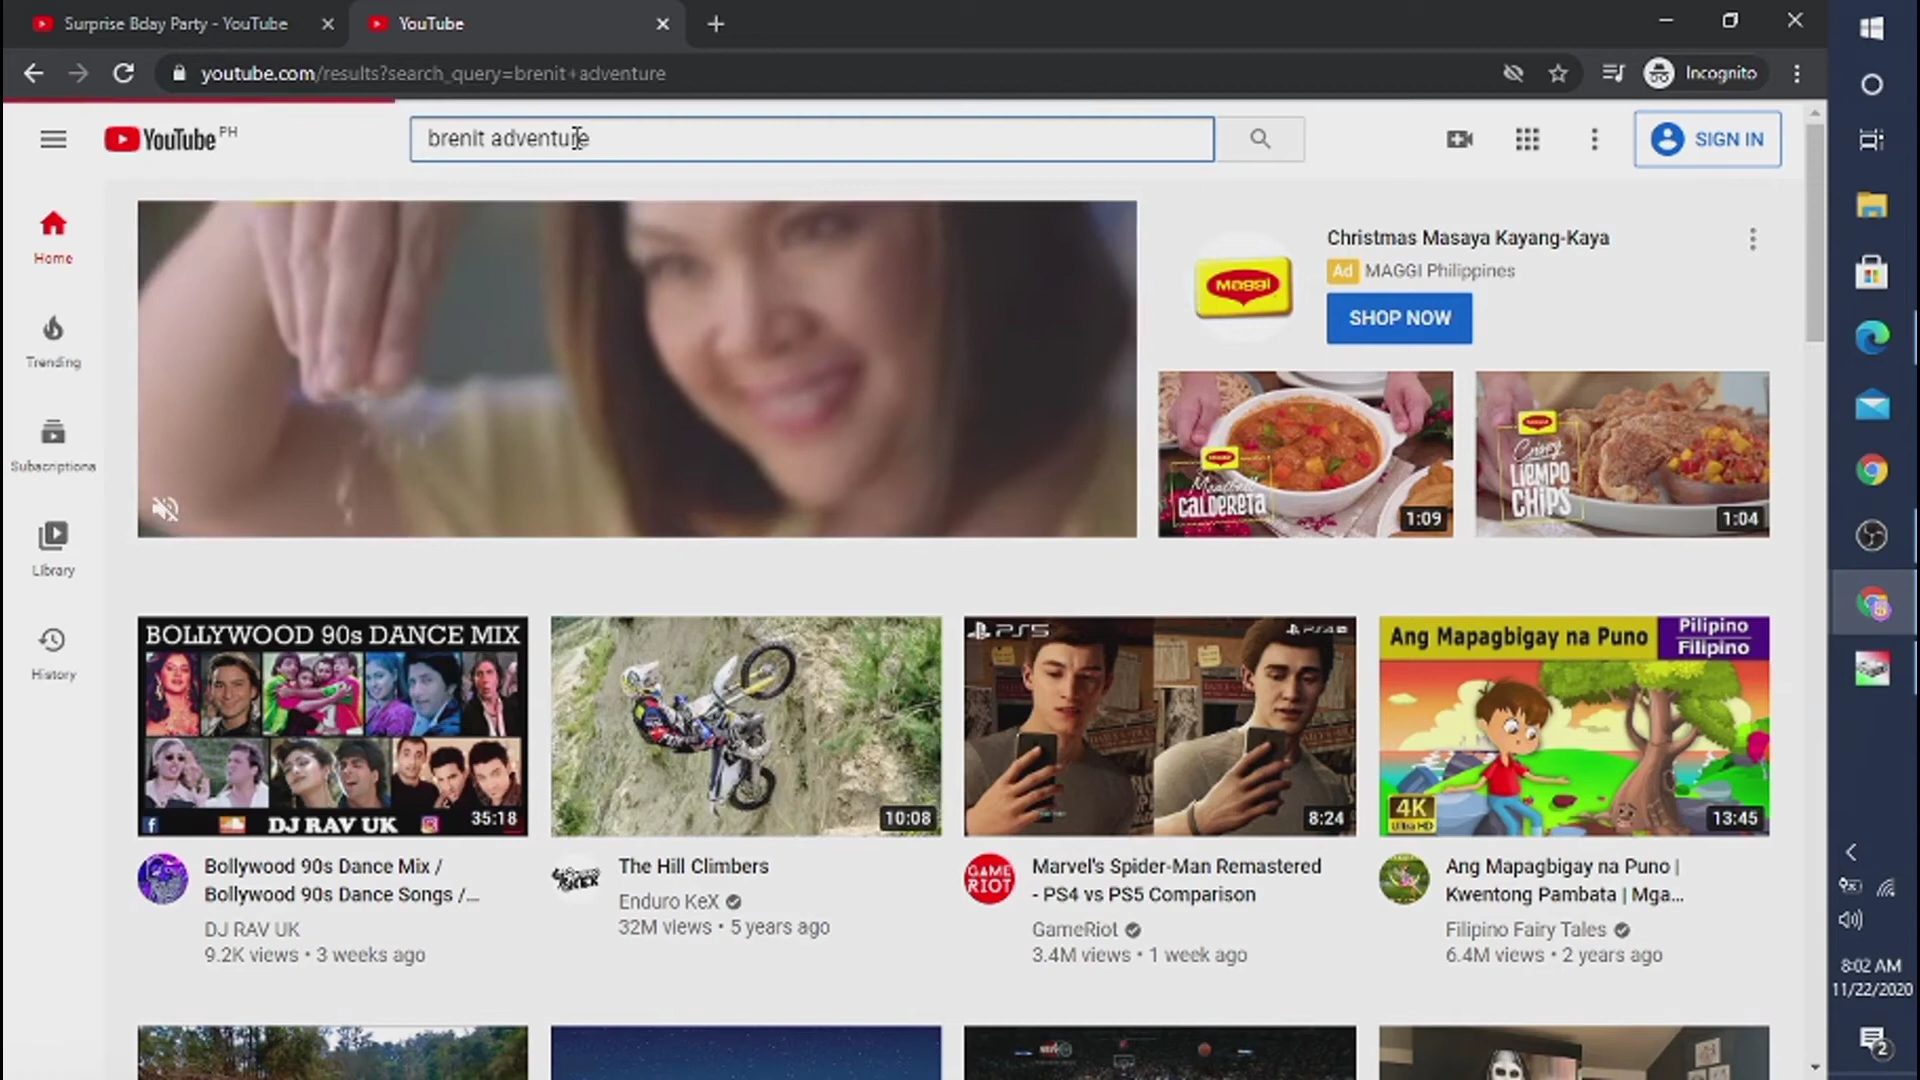 Surprise Bday Party - YouTube
YouTube
youtube.com/results?search_query=brenit+adventure
Incognito
YouTube PH
brenit adventure
SIGN IN
Home
Trending
Subscriptions
Library
History
Christmas Masaya Kayang-Kaya
Ad MAGGI Philippines
SHOP NOW
MAGGI
Meatball
CALDERETA
1:09
Crispy
LIEMPO
CHIPS
1:04
BOLLYWOOD 90s DANCE MIX
DJ RAV UK
35:18
10:08
PS5
PS4
8:24
Ang Mapagbigay na Puno
Pilipino
Filipino
4K
Ultra HD
13:45
Bollywood 90s Dance Mix /
Bollywood 90s Dance Songs /...
DJ RAV UK
9.2K views • 3 weeks ago
The Hill Climbers
Enduro KeX
32M views • 5 years ago
GAME
RIOT
Marvel's Spider-Man Remastered
- PS4 vs PS5 Comparison
GameRiot
3.4M views • 1 week ago
Ang Mapagbigay na Puno |
Kwentong Pambata | Mga...
Filipino Fairy Tales
6.4M views • 2 years ago
8:02 AM
11/22/2020
2